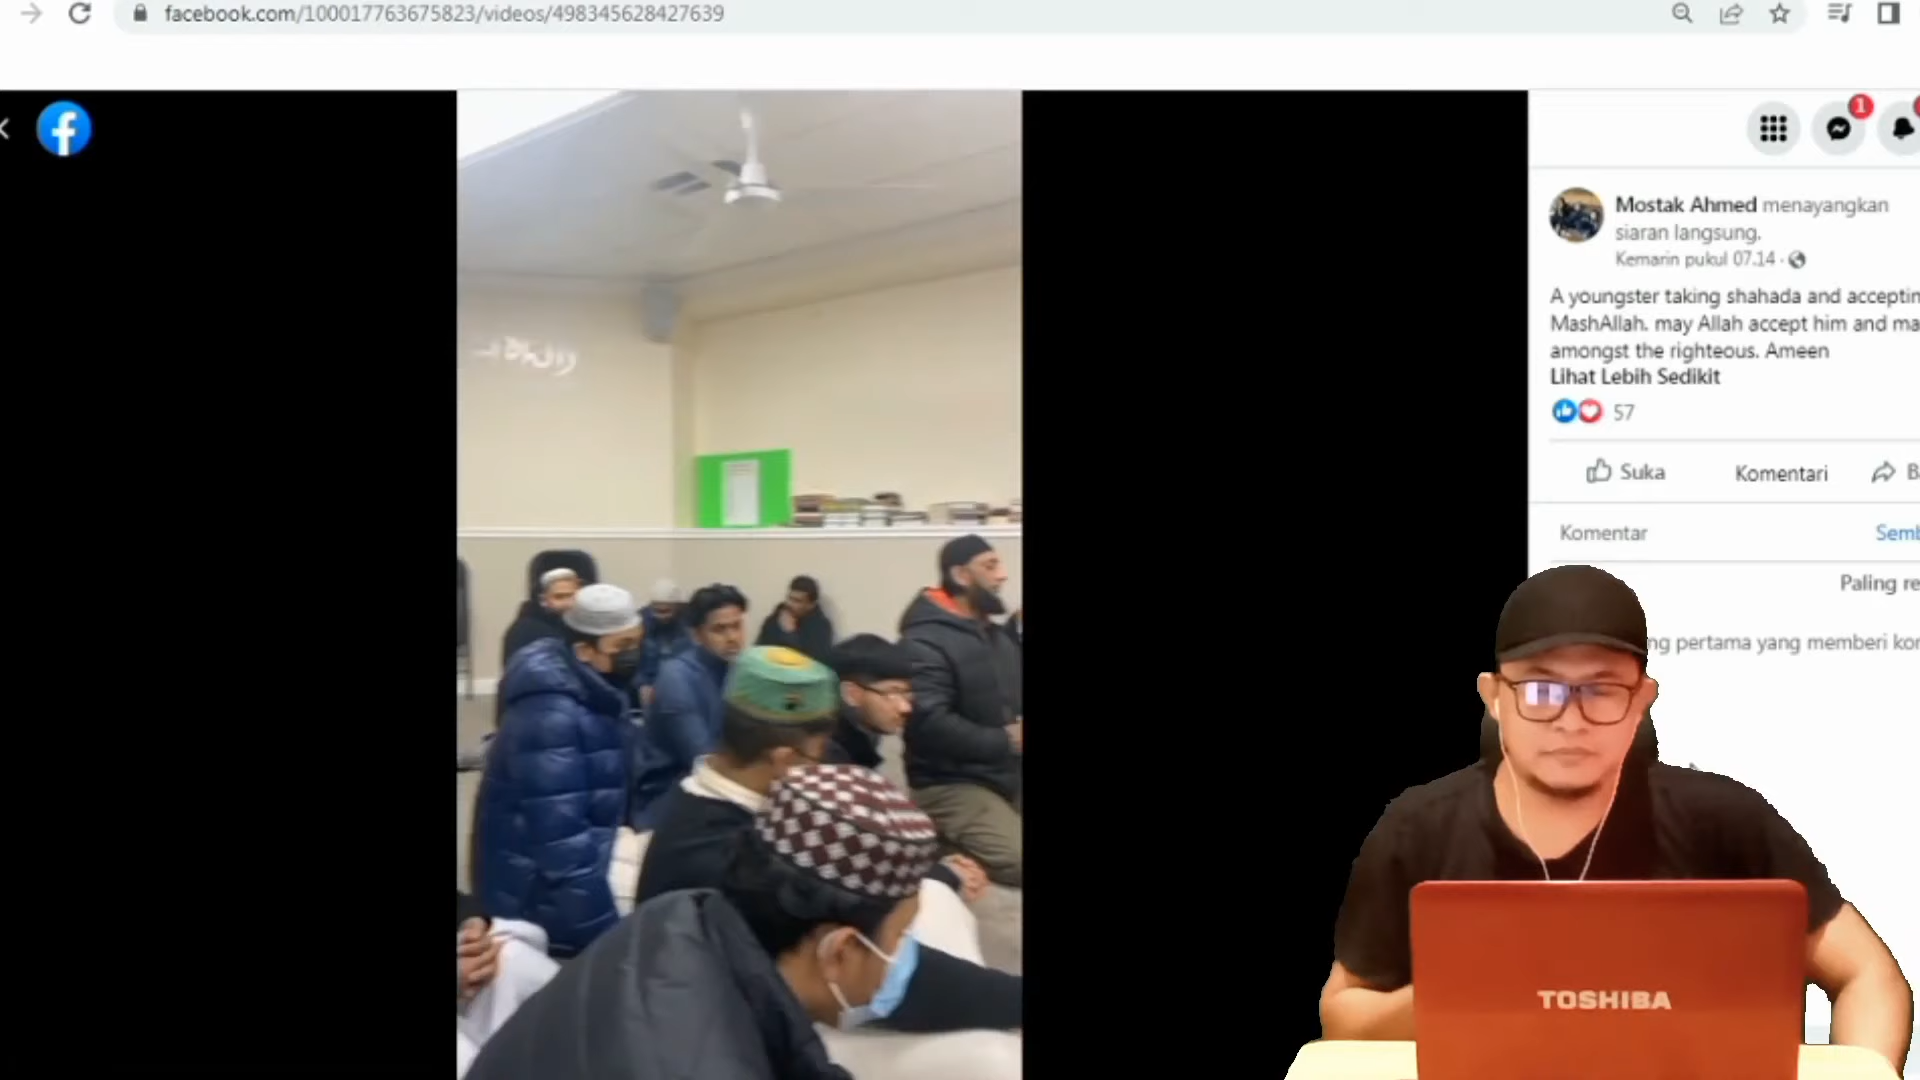 facebook.com/100017763675823/videos/498345628427639
1
Mostak Ahmed menayangkan
siaran langsung.
Kemarin pukul 07.14 ·
A youngster taking shahada and acceptin
MashAllah. may Allah accept him and ma
amongst the righteous. Ameen
Lihat Lebih Sedikit
57
Suka
Komentari
B
Komentar
Semb
Paling re
ng pertama yang memberi kor
TOSHIBA